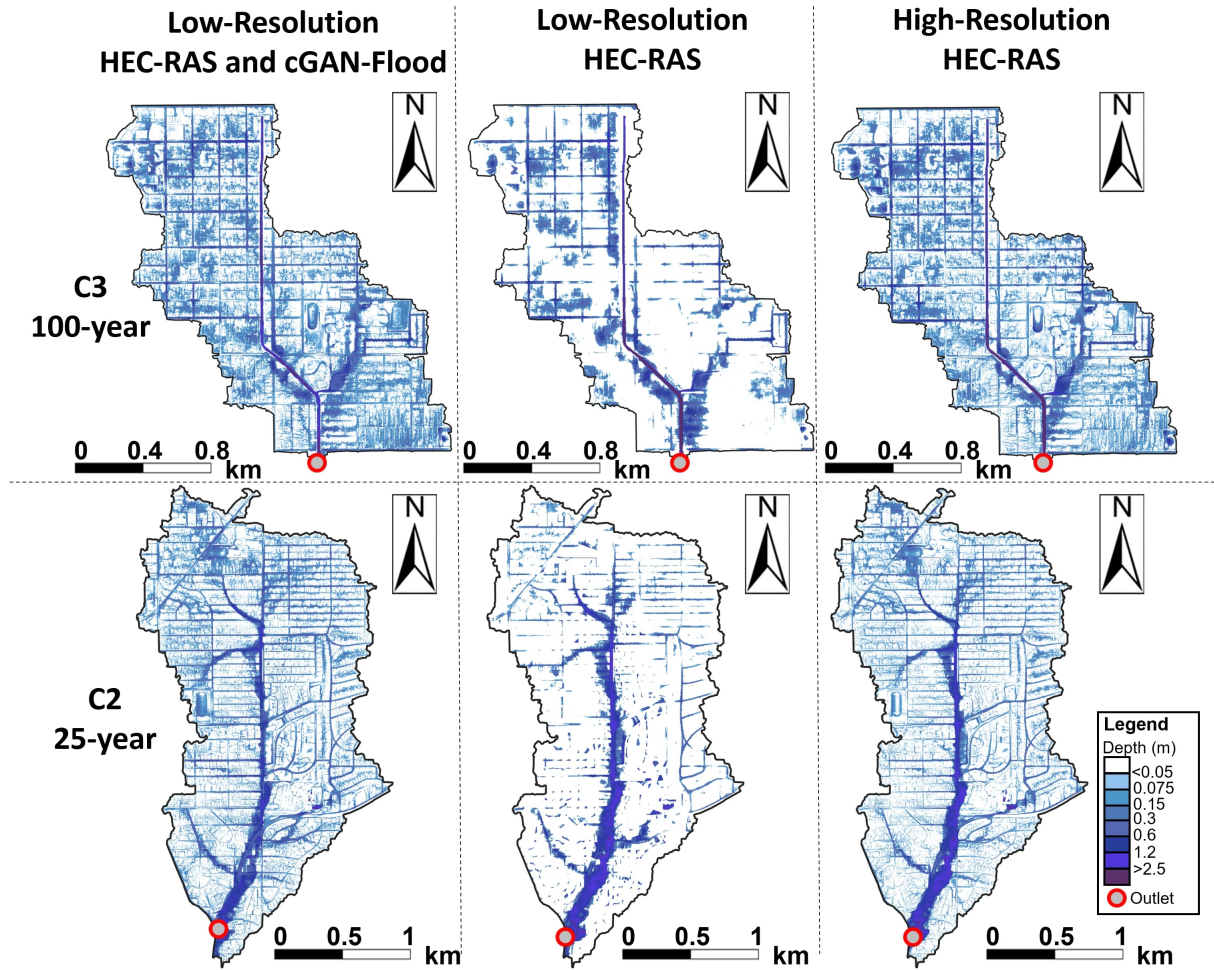 Low-Resolution
HEC-RAS and cGAN-Flood
Low-Resolution
HEC-RAS
High-Resolution
HEC-RAS
N
N
N
C3
100-year
0 0.4 0.8
km
0 0.4 0.8
km
0 0.4 0.8
km
N
N
N
C2
25-year
Legend
Depth (m)
<0.05
0.075
0.15
0.3
0.6
1.2
>2.5
Outlet
0 0.5 1
km
0 0.5 1
km
0 0.5 1
km